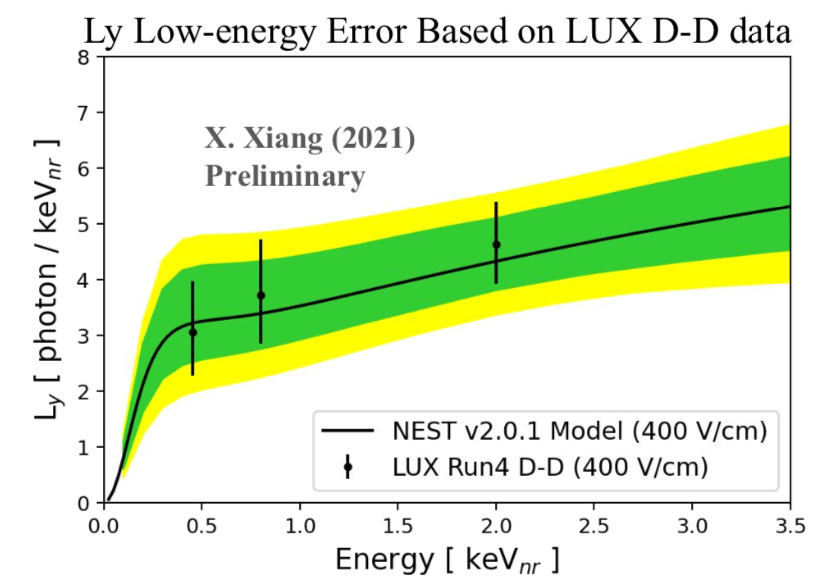 Ly Low-energy Error Based on LUX D-D data
8
7
6
5
4
3
2
1
0
L_y [ photon / keV_nr ]
X. Xiang (2021)
Preliminary
NEST v2.0.1 Model (400 V/cm)
LUX Run4 D-D (400 V/cm)
0.0 0.5 1.0 1.5 2.0 2.5 3.0 3.5
Energy [ keV_nr ]